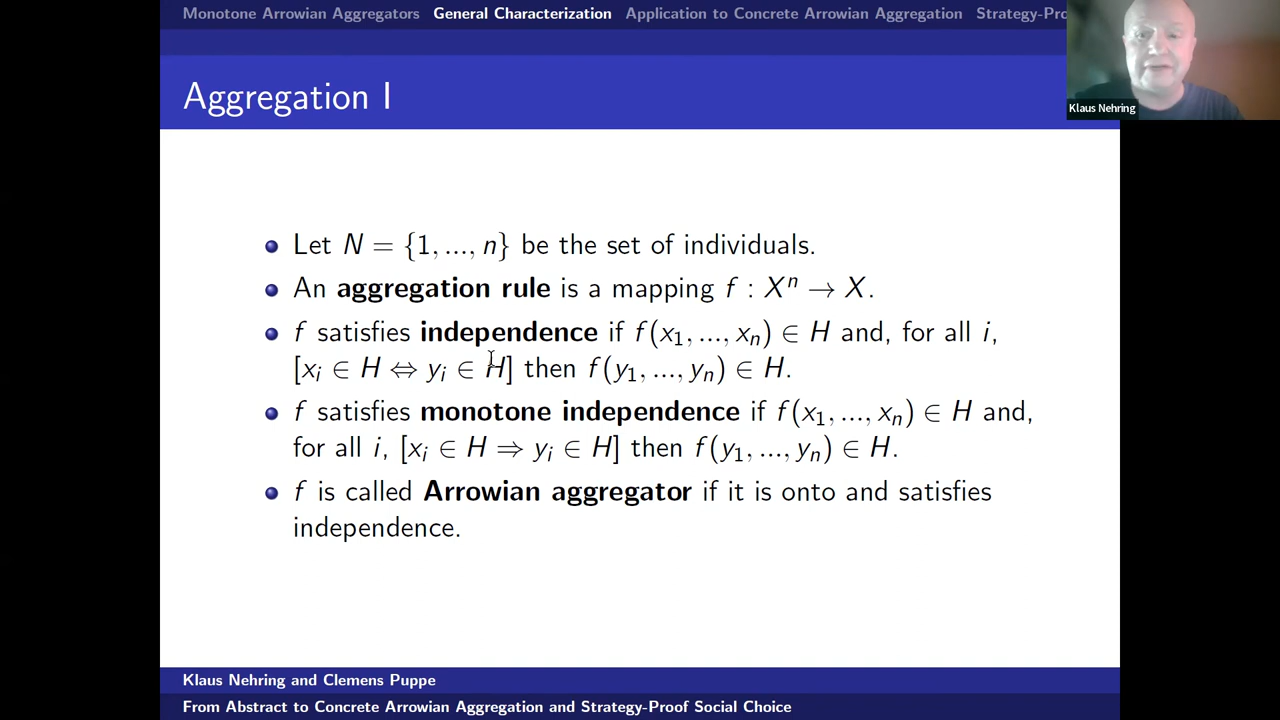 Monotone Arrowian Aggregators General Characterization Application to Concrete Arrowian Aggregation Strategy-Pro
Klaus Nehring
Aggregation I
Let N = {1, ..., n} be the set of individuals.
An aggregation rule is a mapping f : Xⁿ → X.
f satisfies independence if f(x₁, ..., xₙ) ∈ H and, for all i,
[xᵢ ∈ H ⇔ yᵢ ∈ H] then f(y₁, ..., yₙ) ∈ H.
f satisfies monotone independence if f(x₁, ..., xₙ) ∈ H and,
for all i, [xᵢ ∈ H ⇒ yᵢ ∈ H] then f(y₁, ..., yₙ) ∈ H.
f is called Arrowian aggregator if it is onto and satisfies
independence.
Klaus Nehring and Clemens Puppe
From Abstract to Concrete Arrowian Aggregation and Strategy-Proof Social Choice